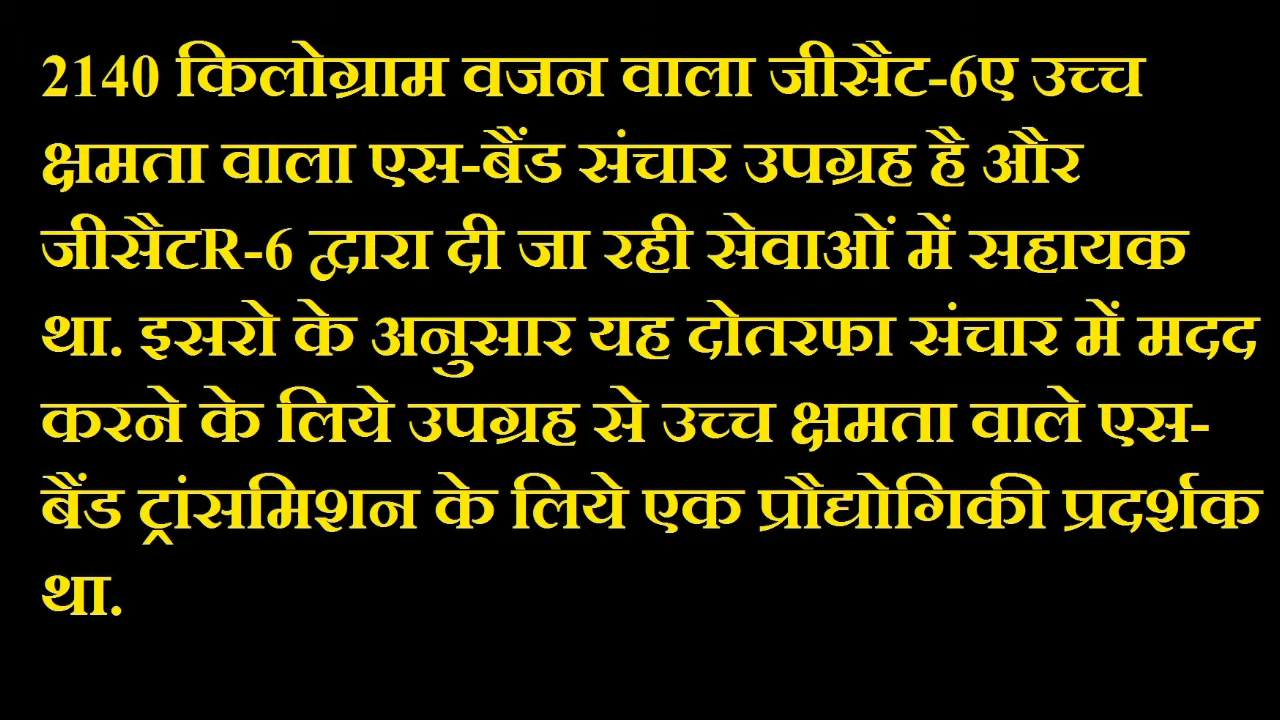 2140 किलोग्राम वजन वाला जीसैट-6ए उच्च
क्षमता वाला एस-बैंड संचार उपग्रह है और
जीसैटR-6 द्वारा दी जा रही सेवाओं में सहायक
था. इसरो के अनुसार यह दोतरफा संचार में मदद
करने के लिये उपग्रह से उच्च क्षमता वाले एस-
बैंड ट्रांसमिशन के लिये एक प्रौद्योगिकी प्रदर्शक
था.